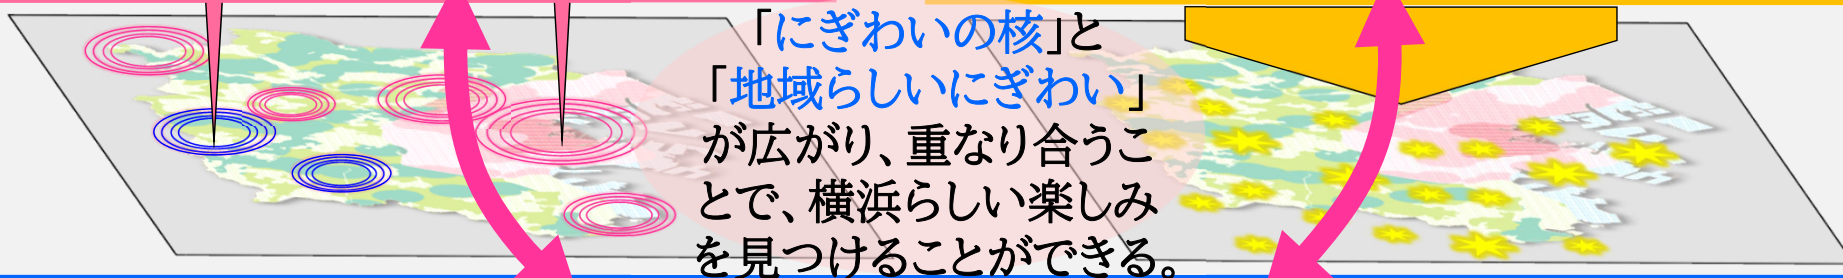 「にぎわいの核」と
「地域らしいにぎわい」
が広がり、重なり合うこ
とで、横浜らしい楽しみ
を見つけることができる。